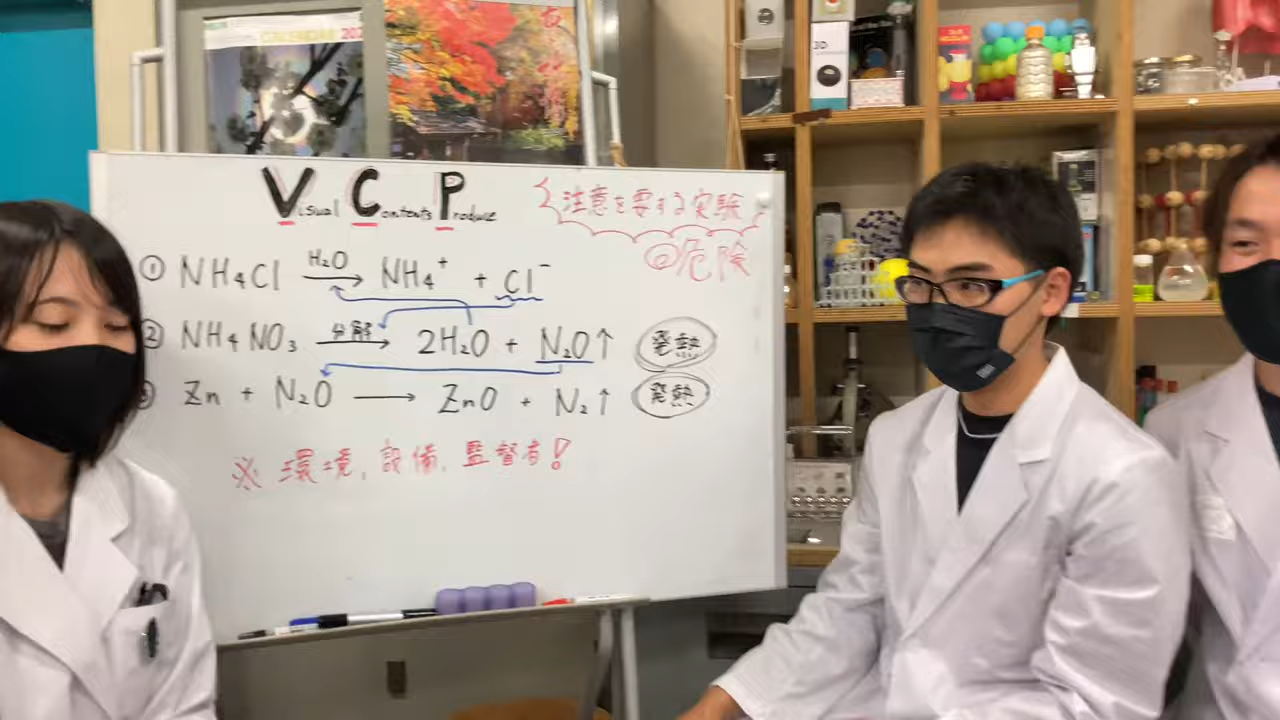 CALENDAR 202
Visual Contents Produce
注意を要する実験
@危険
① NH₄Cl H₂O→ NH₄⁺ + Cl⁻
② NH₄NO₃ 分解→ 2H₂O + N₂O↑ 発熱
③ Zn + N₂O → ZnO + N₂↑ 発熱
※ 環境, 設備, 監督者!
3D